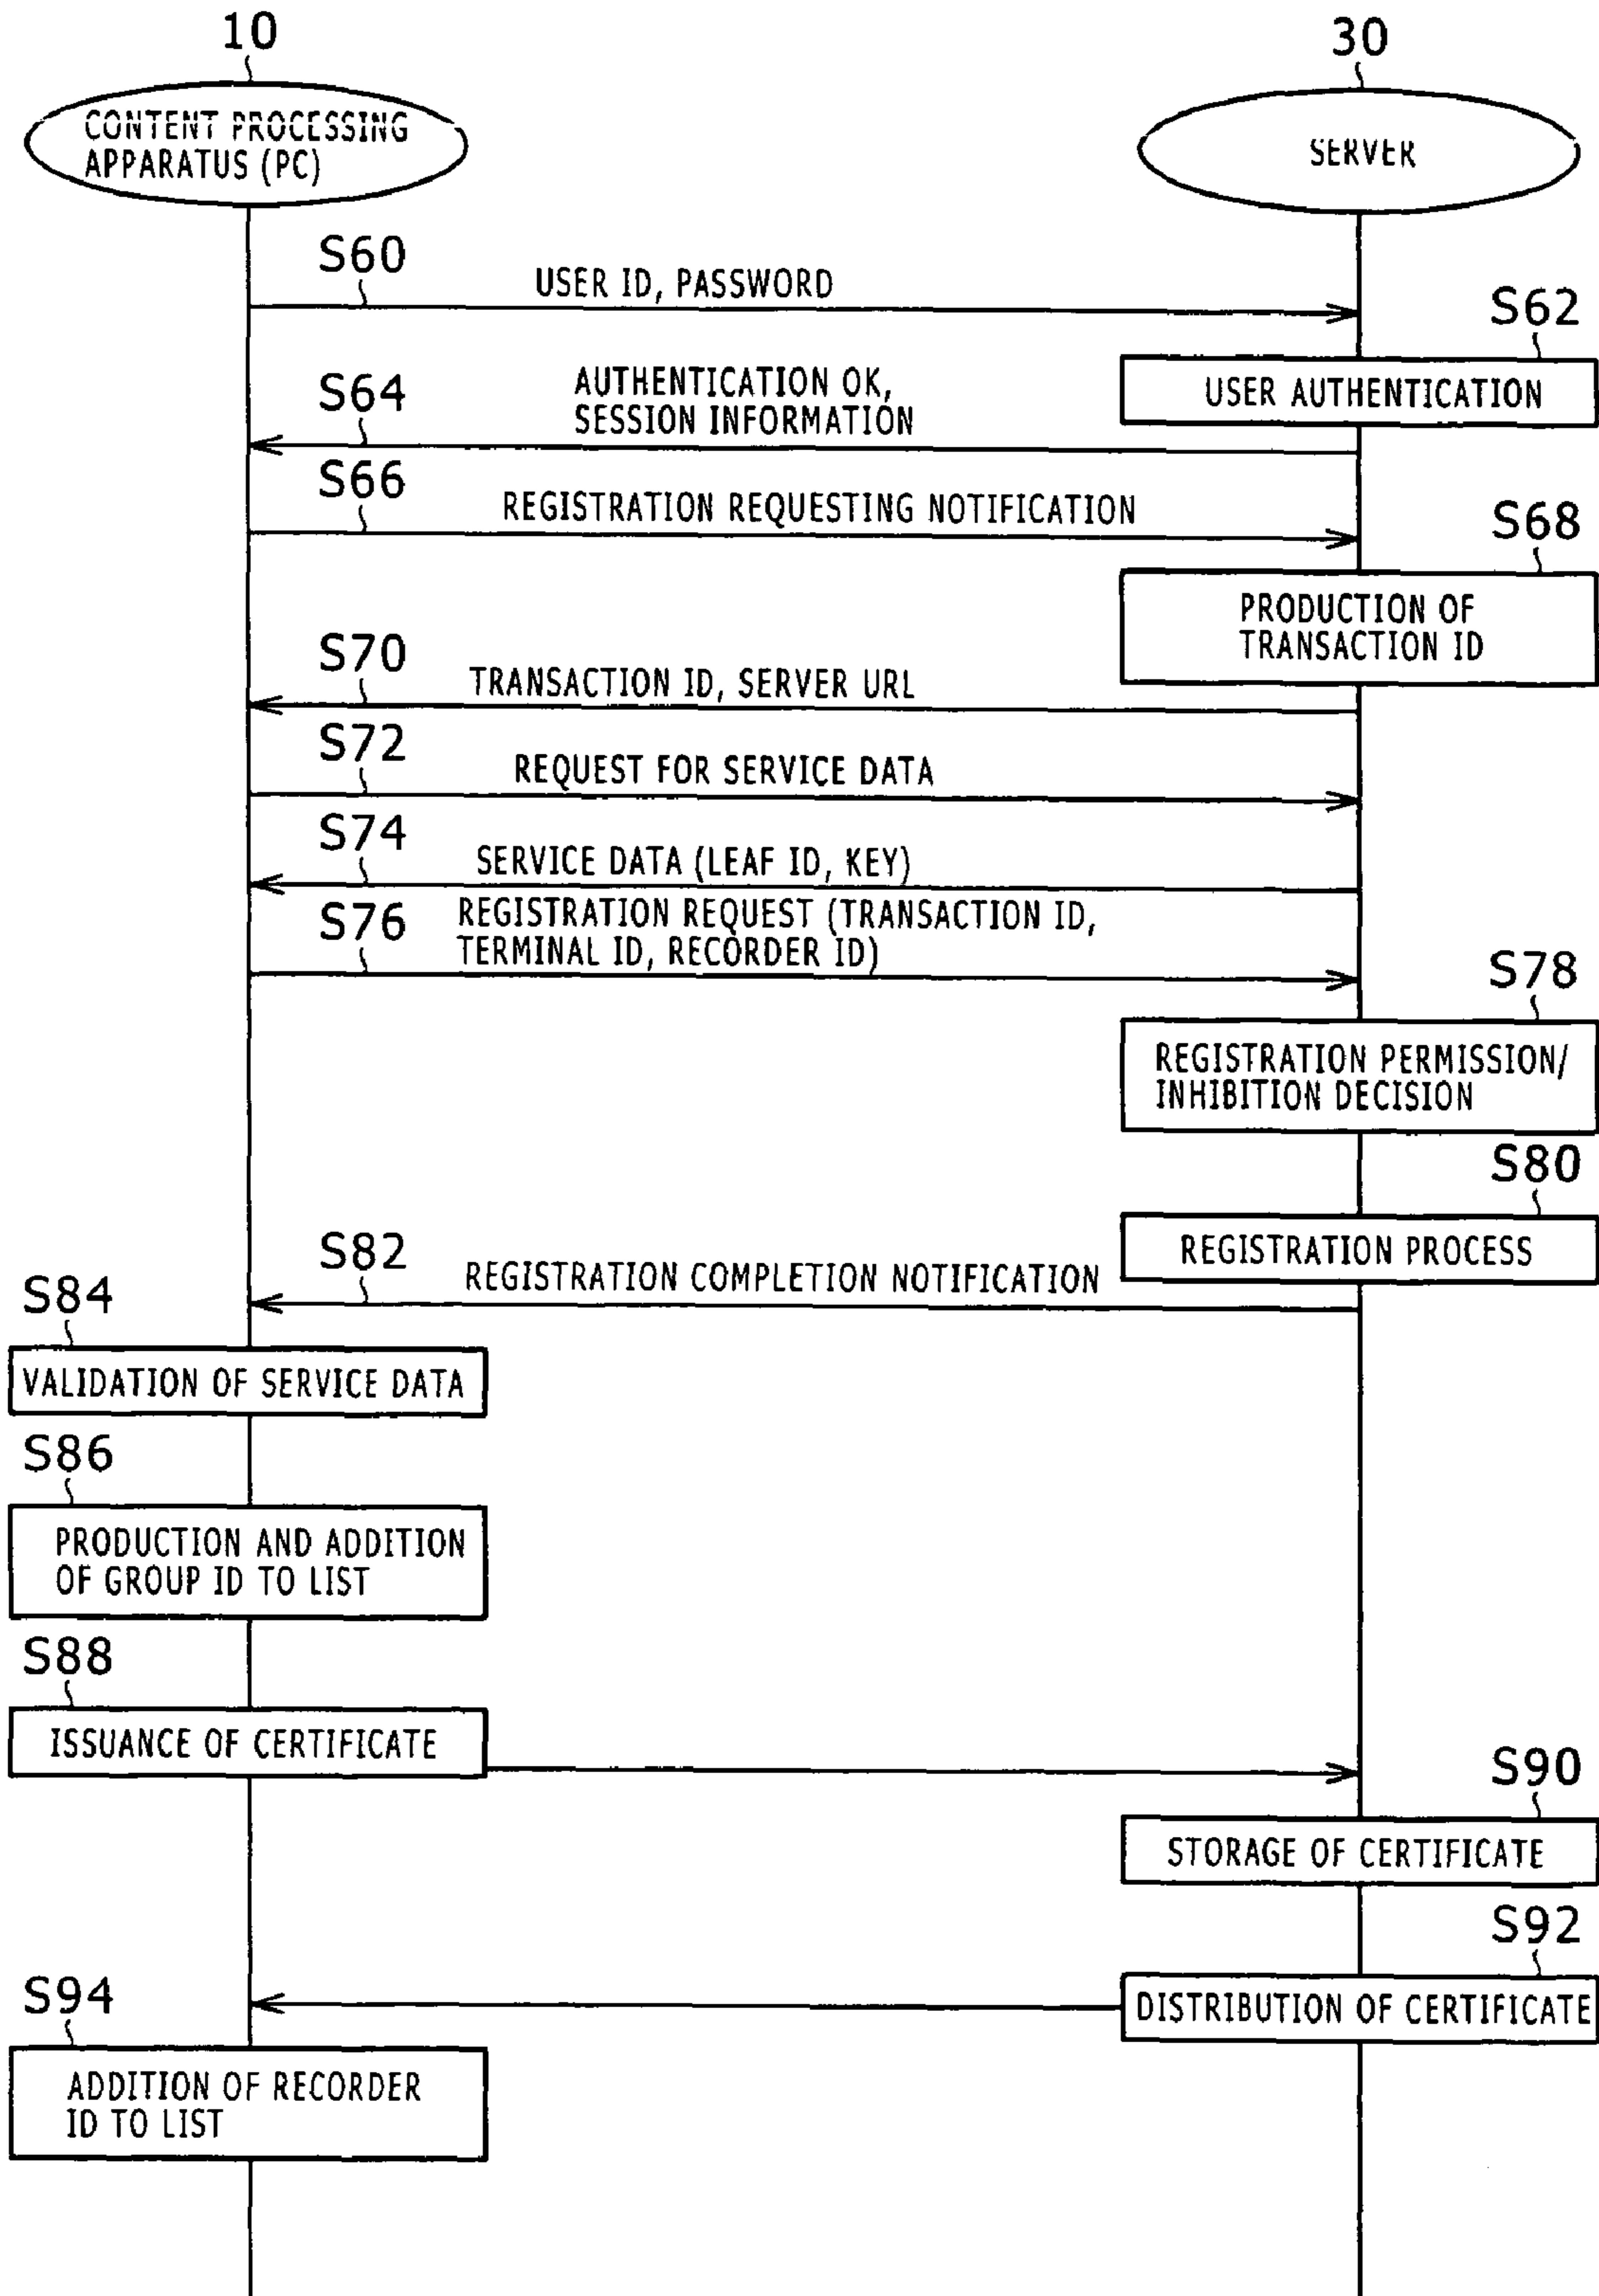 10
30
CONTENT PROCESSING
APPARATUS (PC)
SERVER
S60
USER ID, PASSWORD
S62
USER AUTHENTICATION
S64
AUTHENTICATION OK,
SESSION INFORMATION
S66
REGISTRATION REQUESTING NOTIFICATION
S68
PRODUCTION OF
TRANSACTION ID
S70
TRANSACTION ID, SERVER URL
S72
REQUEST FOR SERVICE DATA
S74
SERVICE DATA (LEAF ID, KEY)
S76
REGISTRATION REQUEST (TRANSACTION ID,
TERMINAL ID, RECORDER ID)
S78
REGISTRATION PERMISSION/
INHIBITION DECISION
S80
REGISTRATION PROCESS
S82
REGISTRATION COMPLETION NOTIFICATION
S84
VALIDATION OF SERVICE DATA
S86
PRODUCTION AND ADDITION
OF GROUP ID TO LIST
S88
ISSUANCE OF CERTIFICATE
S90
STORAGE OF CERTIFICATE
S92
DISTRIBUTION OF CERTIFICATE
S94
ADDITION OF RECORDER
ID TO LIST